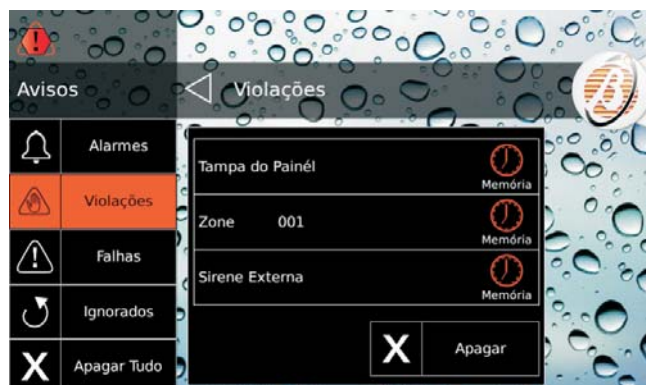 Avisos
Violações
Alarmes
Violações
Falhas
Ignorados
Apagar Tudo
Tampa do Painél
Memória
Zone 001
Memória
Sirene Externa
Memória
Apagar